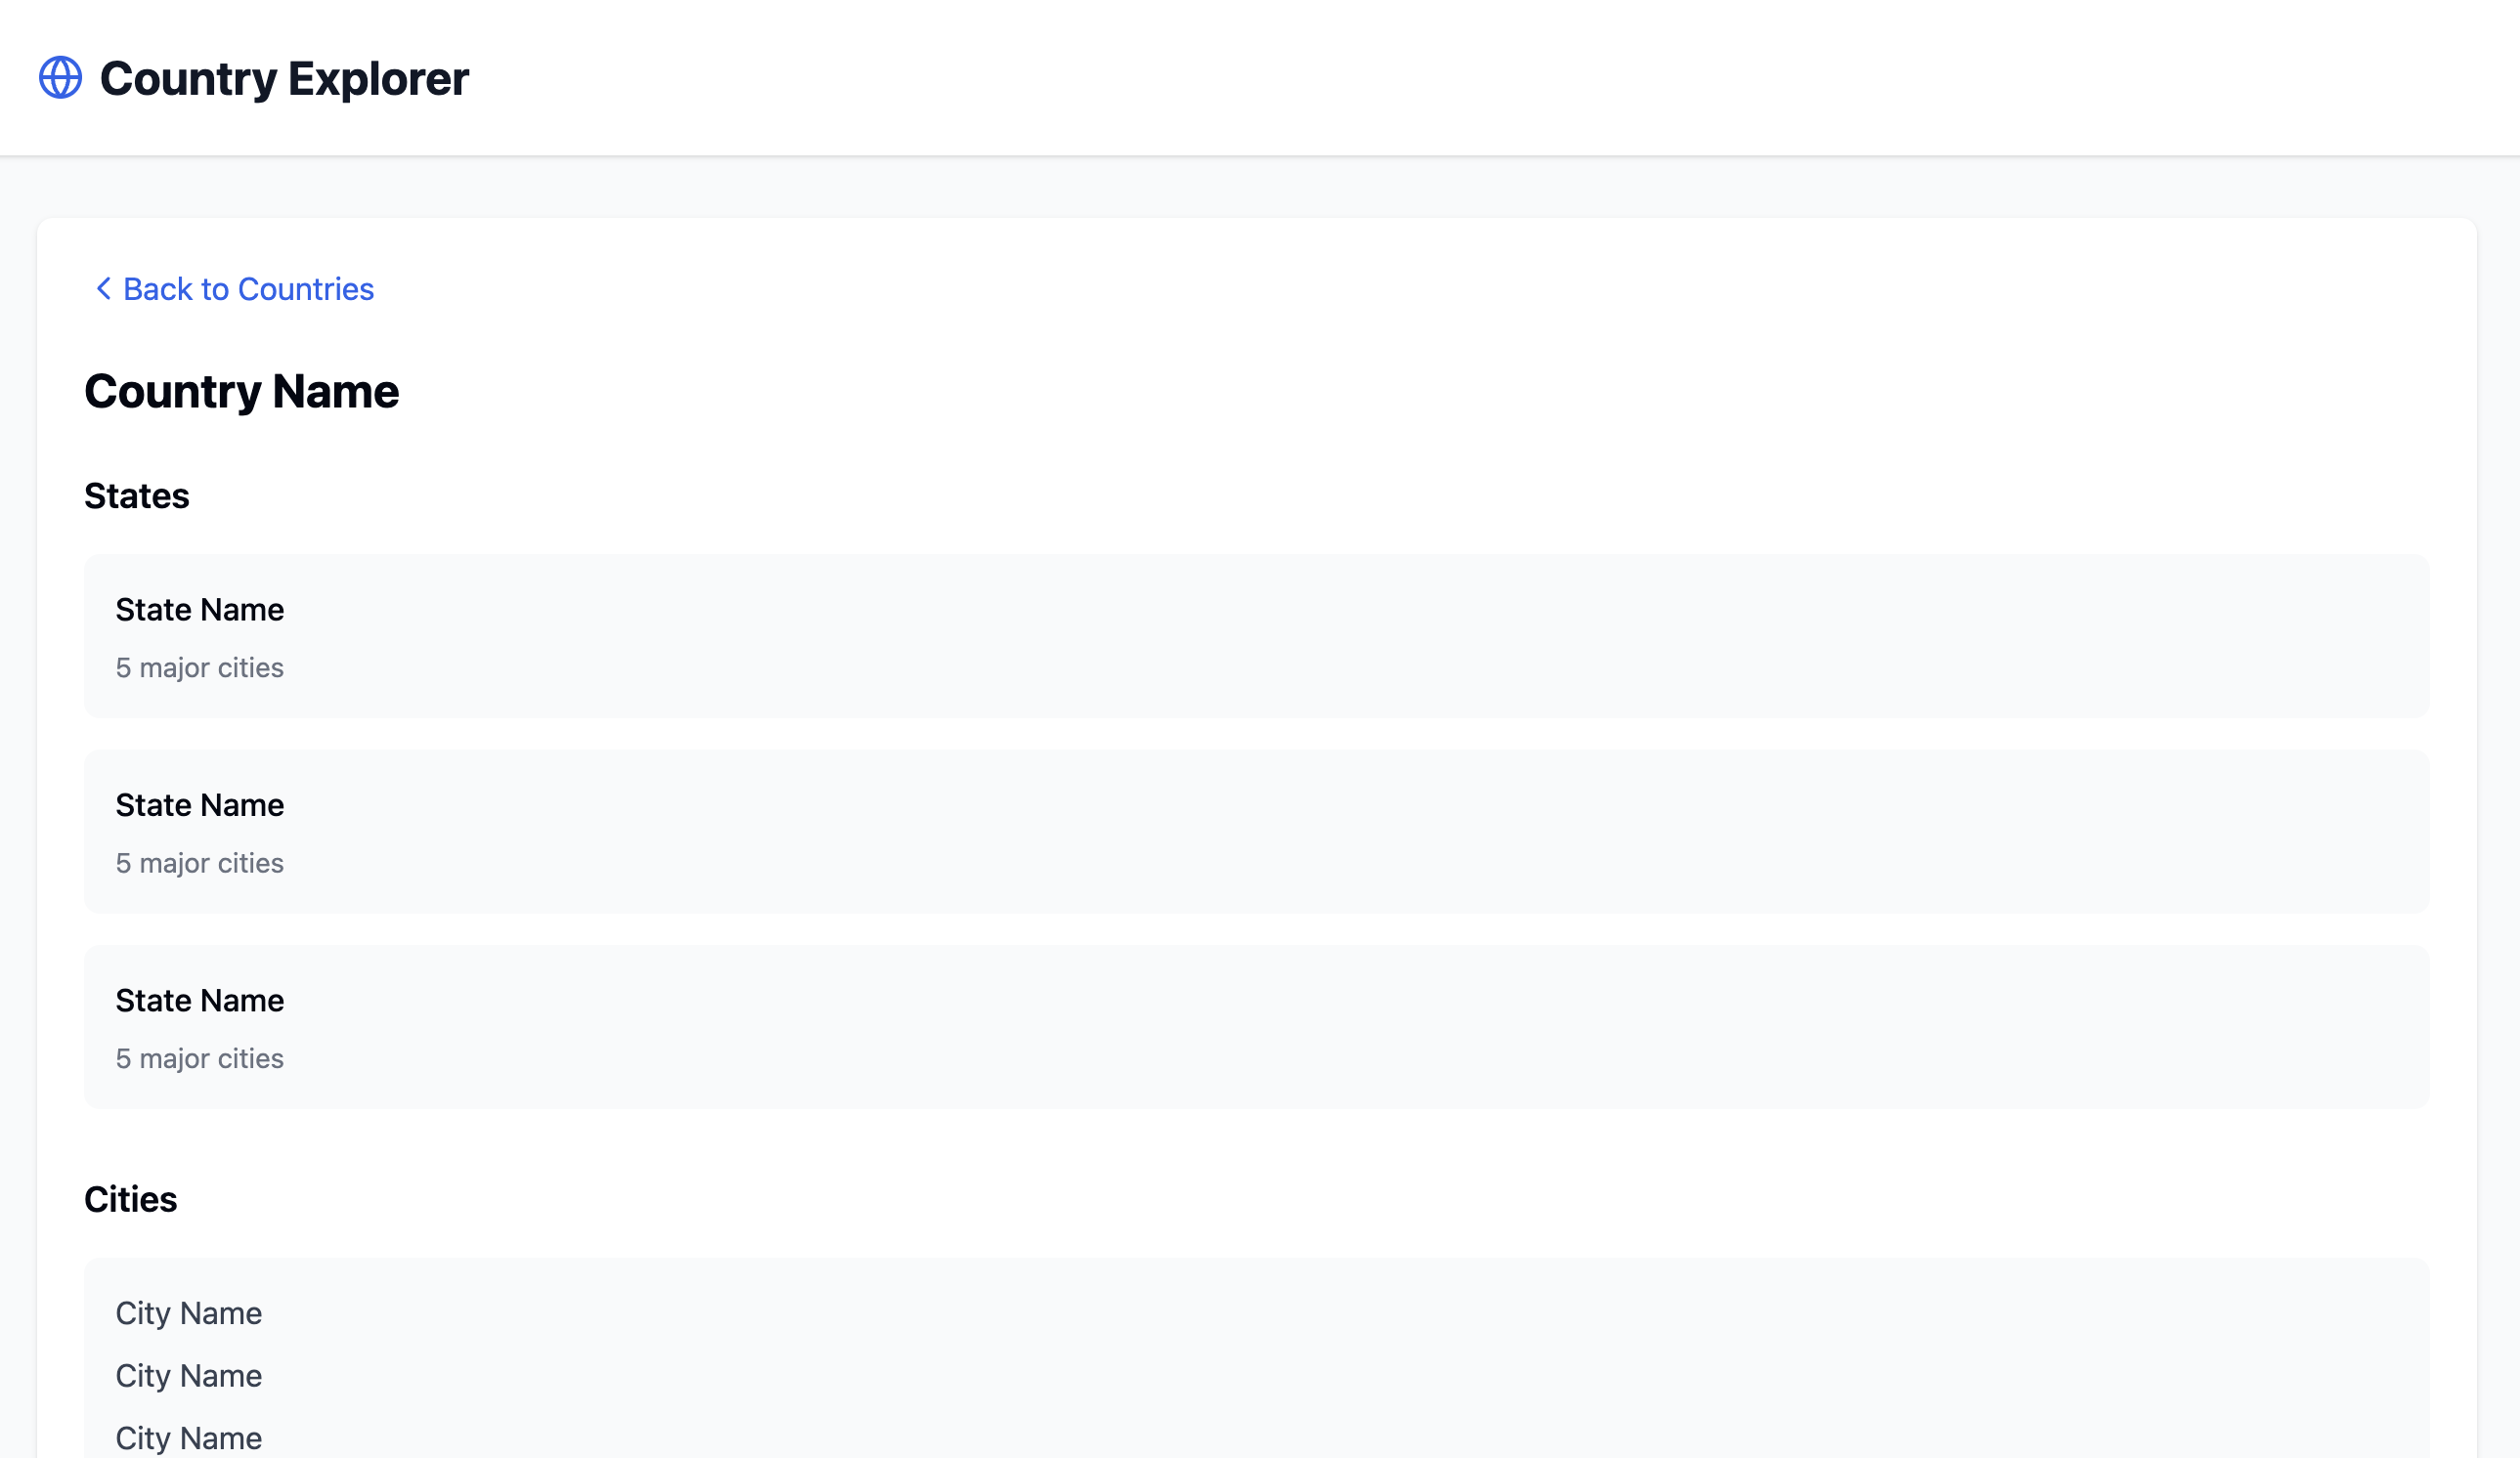 Country Explorer
Back to Countries
Country Name
States
State Name
5 major cities
State Name
5 major cities
State Name
5 major cities
Cities
City Name
City Name
City Name